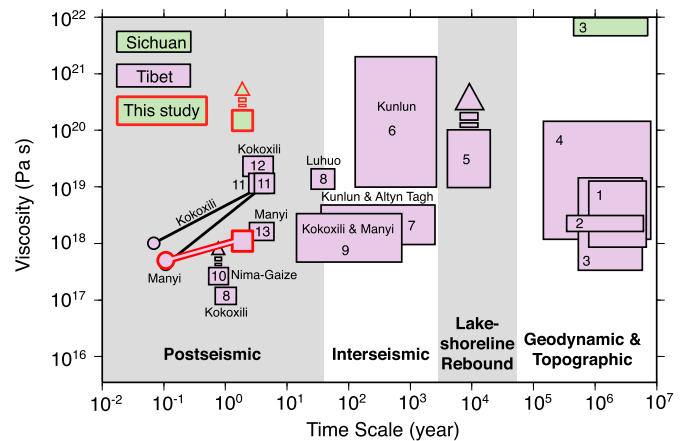 10²²
10²¹
10²⁰
10¹⁹
10¹⁸
10¹⁷
10¹⁶
Viscosity (Pa s)
Sichuan
Tibet
This study
3
Kunlun
6
4
Kokoxili
12
11
11
Kokoxili
Luhuo
8
5
Kunlun & Altyn Tagh
7
1
Manyi
13
Kokoxili & Manyi
9
2
3
Manyi
10
Nima-Gaize
8
Kokoxili
Postseismic
Interseismic
Lake-
shoreline
Rebound
Geodynamic &
Topographic
10⁻²
10⁻¹
10⁰
10¹
10²
10³
10⁴
10⁵
10⁶
10⁷
Time Scale (year)